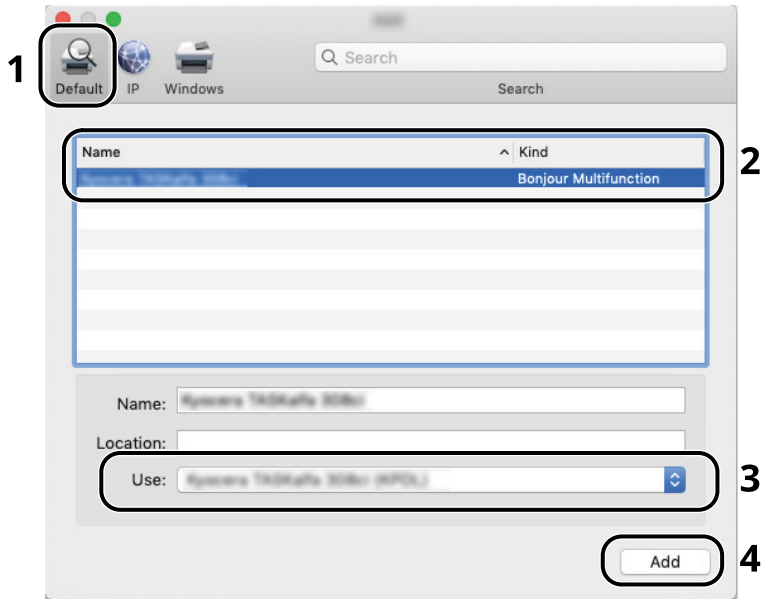 1
Search
Default IP Windows Search
Name Kind
2
Bonjour Multifunction
Name:
Location:
Use:
3
Add
4